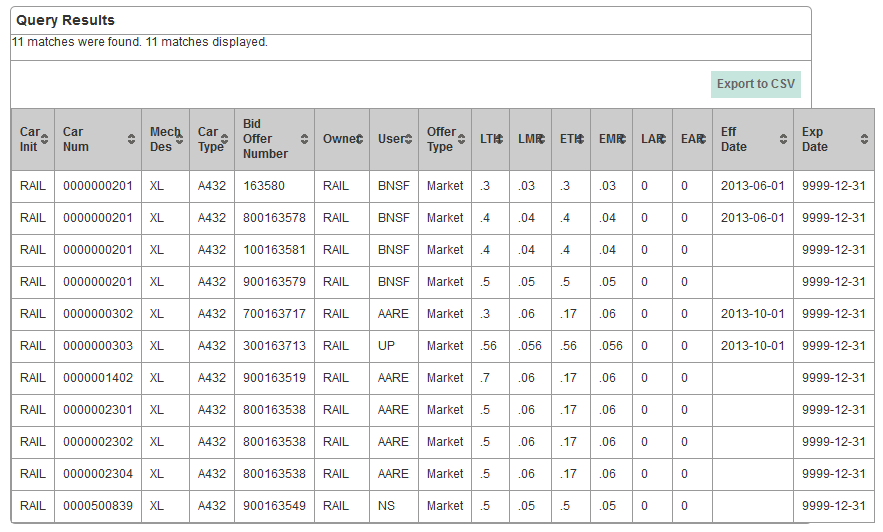 Query Results
11 matches were found. 11 matches displayed.
Export to CSV
Car Init Car Num Mech Des Car Type Bid Offer Number Owner User Offer Type LTH LMR ETH EMR LAR EAR Eff Date Exp Date
RAIL 0000000201 XL A432 163580 RAIL BNSF Market .3 .03 .3 .03 0 0 2013-06-01 9999-12-31
RAIL 0000000201 XL A432 800163578 RAIL BNSF Market .4 .04 .4 .04 0 0 2013-06-01 9999-12-31
RAIL 0000000201 XL A432 100163581 RAIL BNSF Market .4 .04 .4 .04 0 0 9999-12-31
RAIL 0000000201 XL A432 900163579 RAIL BNSF Market .5 .05 .5 .05 0 0 9999-12-31
RAIL 0000000302 XL A432 700163717 RAIL AARE Market .3 .06 .17 .06 0 0 2013-10-01 9999-12-31
RAIL 0000000303 XL A432 300163713 RAIL UP Market .56 .056 .56 .056 0 0 2013-10-01 9999-12-31
RAIL 0000001402 XL A432 900163519 RAIL AARE Market .7 .06 .17 .06 0 0 9999-12-31
RAIL 0000002301 XL A432 800163538 RAIL AARE Market .5 .06 .17 .06 0 0 9999-12-31
RAIL 0000002302 XL A432 800163538 RAIL AARE Market .5 .06 .17 .06 0 0 9999-12-31
RAIL 0000002304 XL A432 800163538 RAIL AARE Market .5 .06 .17 .06 0 0 9999-12-31
RAIL 0000500839 XL A432 900163549 RAIL NS Market .5 .05 .5 .05 0 0 9999-12-31